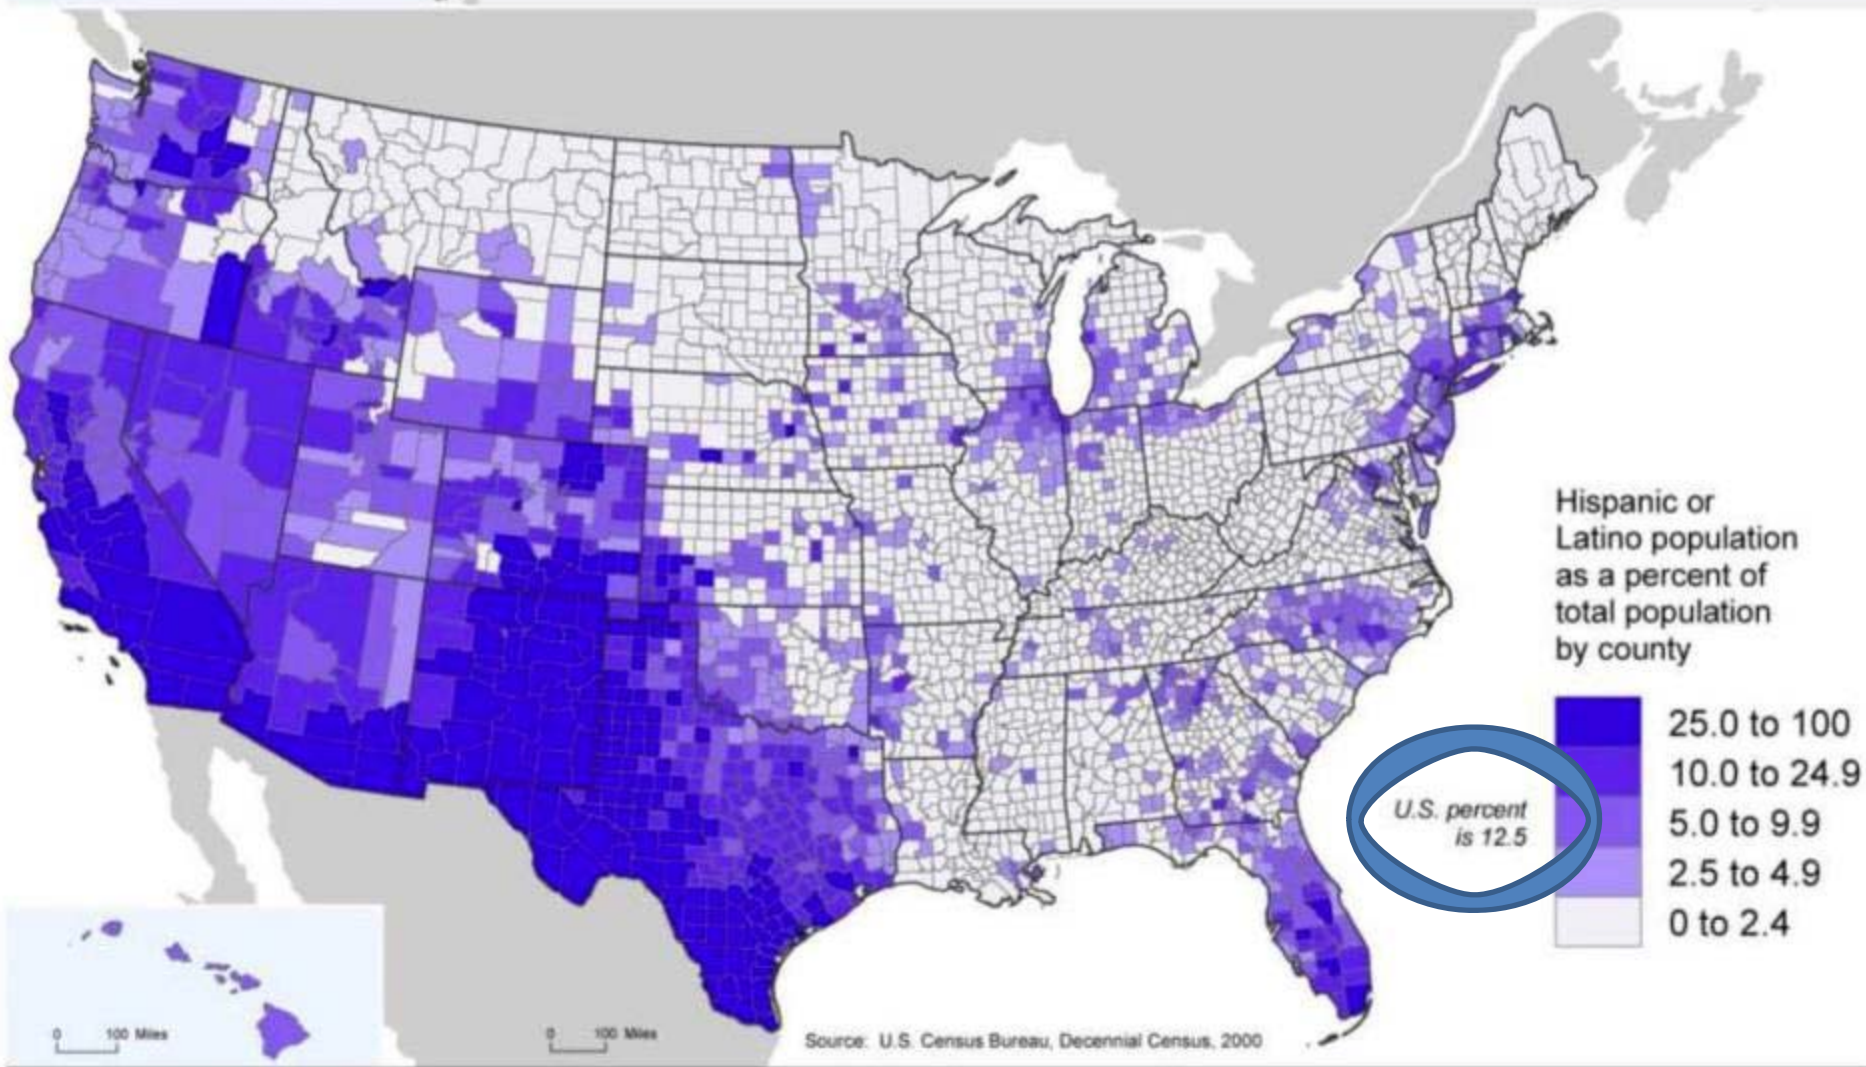 Hispanic or
Latino population
as a percent of
total population
by county
25.0 to 100
10.0 to 24.9
U.S. percent
is 12.5
5.0 to 9.9
2.5 to 4.9
0 to 2.4
0 100 Miles
0 100 Miles
Source: U.S. Census Bureau, Decennial Census, 2000